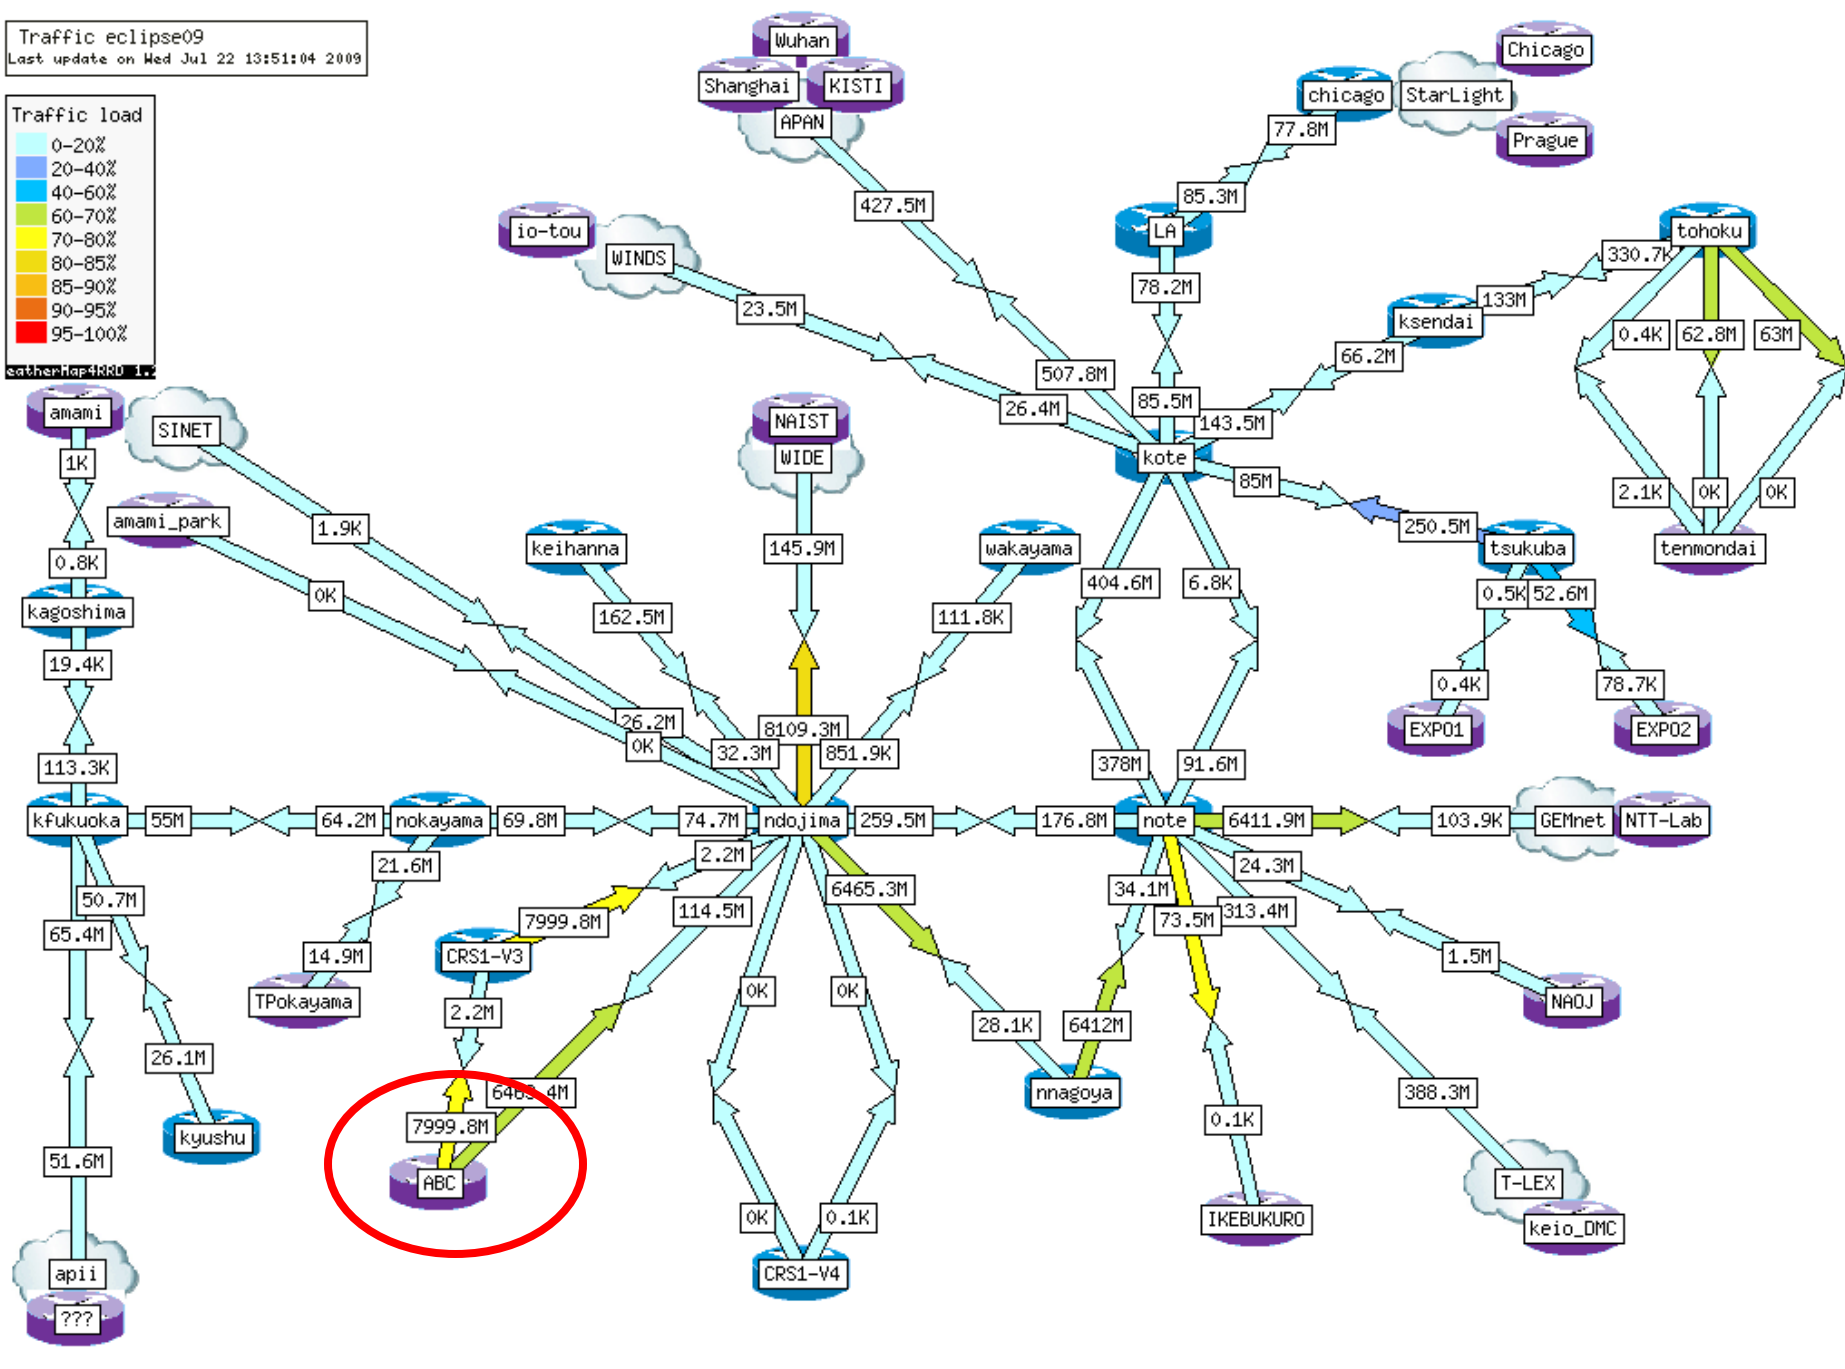 Traffic eclipse09
Last update on Wed Jul 22 13:51:04 2009
Traffic load
0-20%
20-40%
40-60%
60-70%
70-80%
80-85%
85-90%
90-95%
95-100%
eatherMap4RRD 1.
Wuhan
Shanghai
KISTI
APAN
427.5M
Chicago
chicago
StarLight
Prague
77.8M
85.3M
LA
78.2M
io-tou
WINDS
23.5M
tohoku
330.7K
133M
ksendai
66.2M
0.4K
62.8M
63M
507.8M
26.4M
85.5M
143.5M
kote
85M
250.5M
tsukuba
2.1K
0K
0K
tenmondai
amami
SINET
1K
amami_park
1.9K
0.8K
0K
kagoshima
19.4K
113.3K
NAIST
WIDE
keihanna
145.9M
wakayama
162.5M
111.8K
404.6M
6.8K
0.5K
52.6M
0.4K
78.7K
EXPO1
EXPO2
26.2M
0K
32.3M
8109.3M
851.9K
378M
91.6M
kfukuoka
55M
64.2M
nokayama
69.8M
74.7M
ndojima
259.5M
176.8M
note
6411.9M
103.9K
GEMnet
NTT-Lab
21.6M
2.2M
6465.3M
24.3M
50.7M
34.1M
65.4M
7999.8M
114.5M
73.5M
313.4M
14.9M
CRS1-V3
1.5M
TPokayama
2.2M
0K
0K
28.1K
6412M
NAOJ
26.1M
nnagoya
388.3M
kyushu
7999.8M
0.1K
51.6M
ABC
T-LEX
0K
0.1K
IKEBUKURO
keio_DMC
apii
CRS1-V4
???